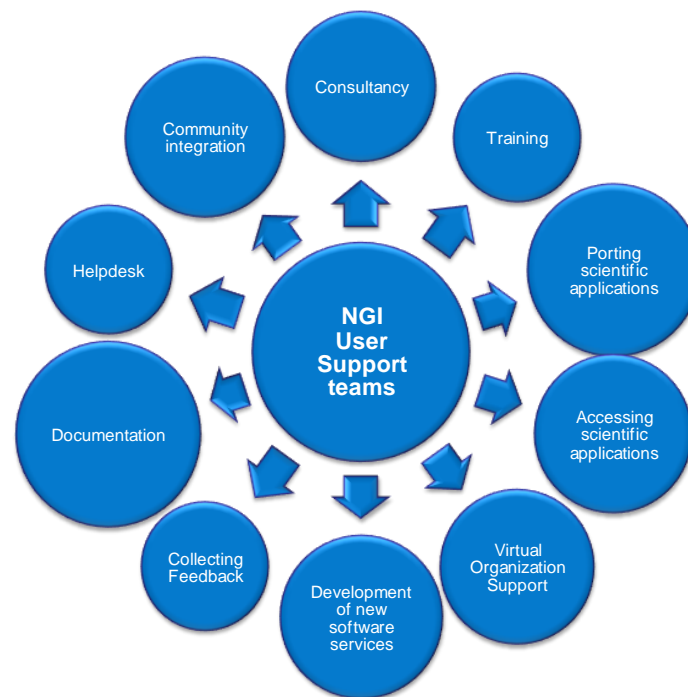 Consultancy
Training
Porting
scientific
applications
Accessing
scientific
applications
Virtual
Organization
Support
Development
of new
software
services
Collecting
Feedback
Documentation
Helpdesk
Community
integration
NGI
User
Support
teams